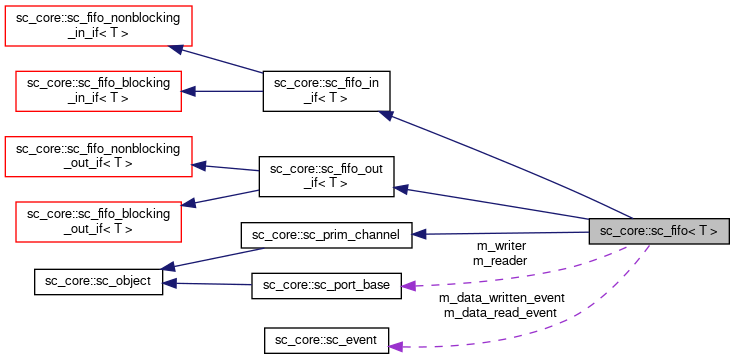 sc_core::sc_fifo_nonblocking
_in_if< T >
sc_core::sc_fifo_blocking
_in_if< T >
sc_core::sc_fifo_in
_if< T >
sc_core::sc_fifo_nonblocking
_out_if< T >
sc_core::sc_fifo_out
_if< T >
sc_core::sc_fifo_blocking
_out_if< T >
sc_core::sc_prim_channel
sc_core::sc_fifo< T >
m_writer
m_reader
sc_core::sc_object
sc_core::sc_port_base
m_data_written_event
m_data_read_event
sc_core::sc_event